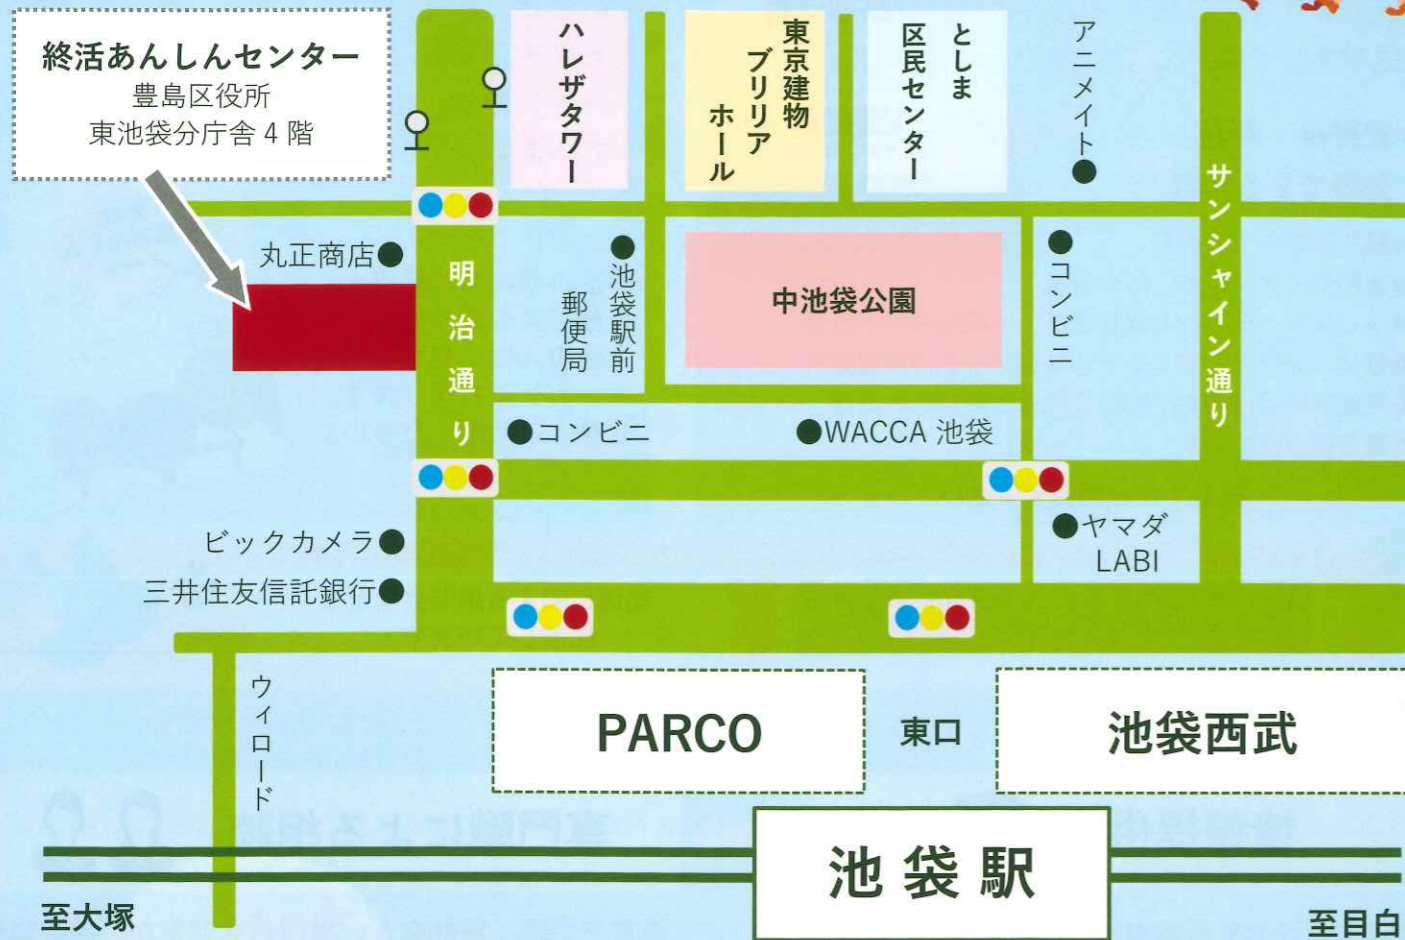 終活あんしんセンター
豊島区役所
東池袋分庁舎 4 階
ハレザタワー
東京建物
ブリリア
ホール
としま
区民センター
アニメイト●
サンシャイン通り
丸正商店●
明治通り
●池袋駅前
郵便局
中池袋公園
●コンビニ
●コンビニ
●WACCA 池袋
ビックカメラ●
三井住友信託銀行●
●ヤマダ
LABI
ウィロード
PARCO
東口
池袋西武
池袋駅
至大塚
至目白